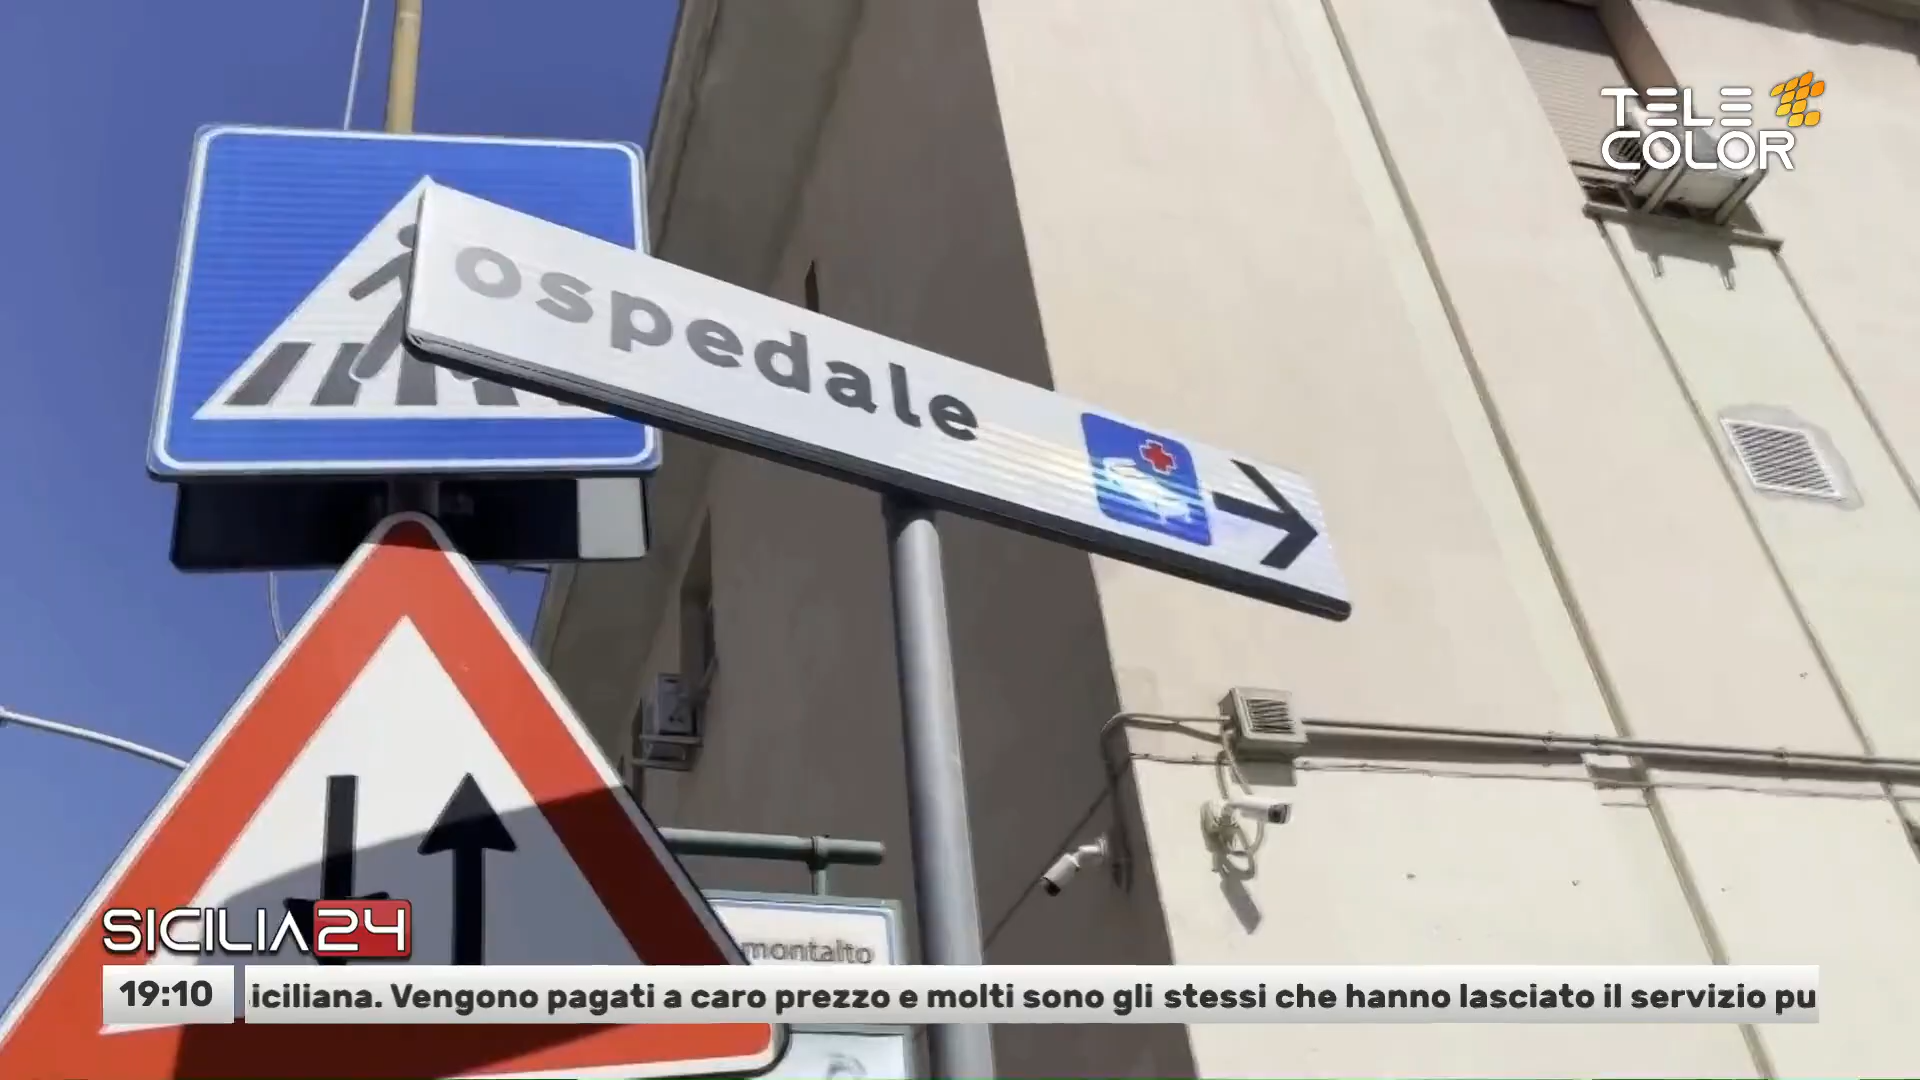 TELE
COLOR
ospedale
montalto
SICILIA24
19:10
iciliana. Vengono pagati a caro prezzo e molti sono gli stessi che hanno lasciato il servizio pu